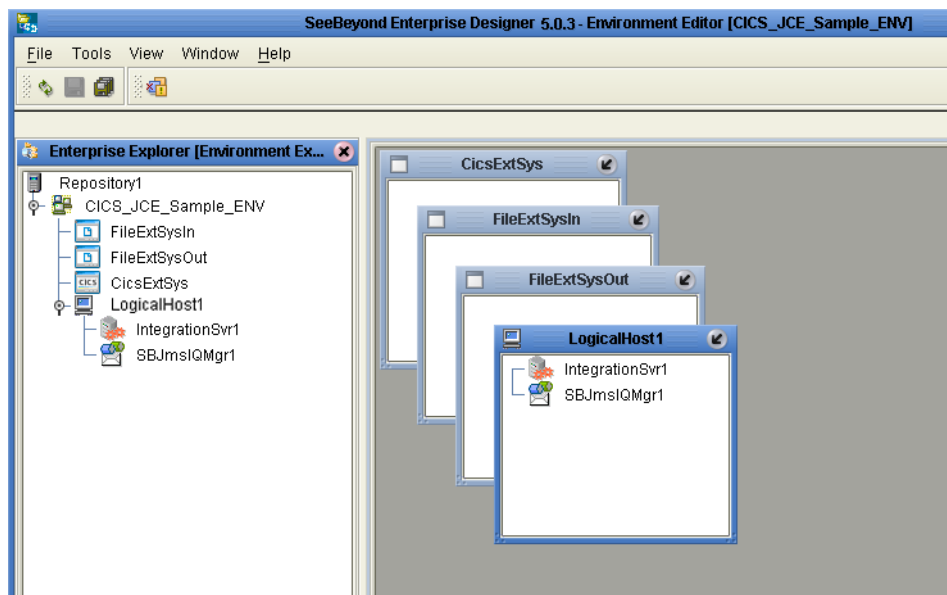 SeeBeyond Enterprise Designer 5.0.3 - Environment Editor [CICS_JCE_Sample_ENV]
File Tools View Window Help
Enterprise Explorer [Environment Ex...
Repository1
CICS_JCE_Sample_ENV
FileExtSysIn
FileExtSysOut
CICS CicsExtSys
LogicalHost1
IntegrationSvr1
SBJmsIQMgr1
CicsExtSys
FileExtSysIn
FileExtSysOut
LogicalHost1
IntegrationSvr1
SBJmsIQMgr1